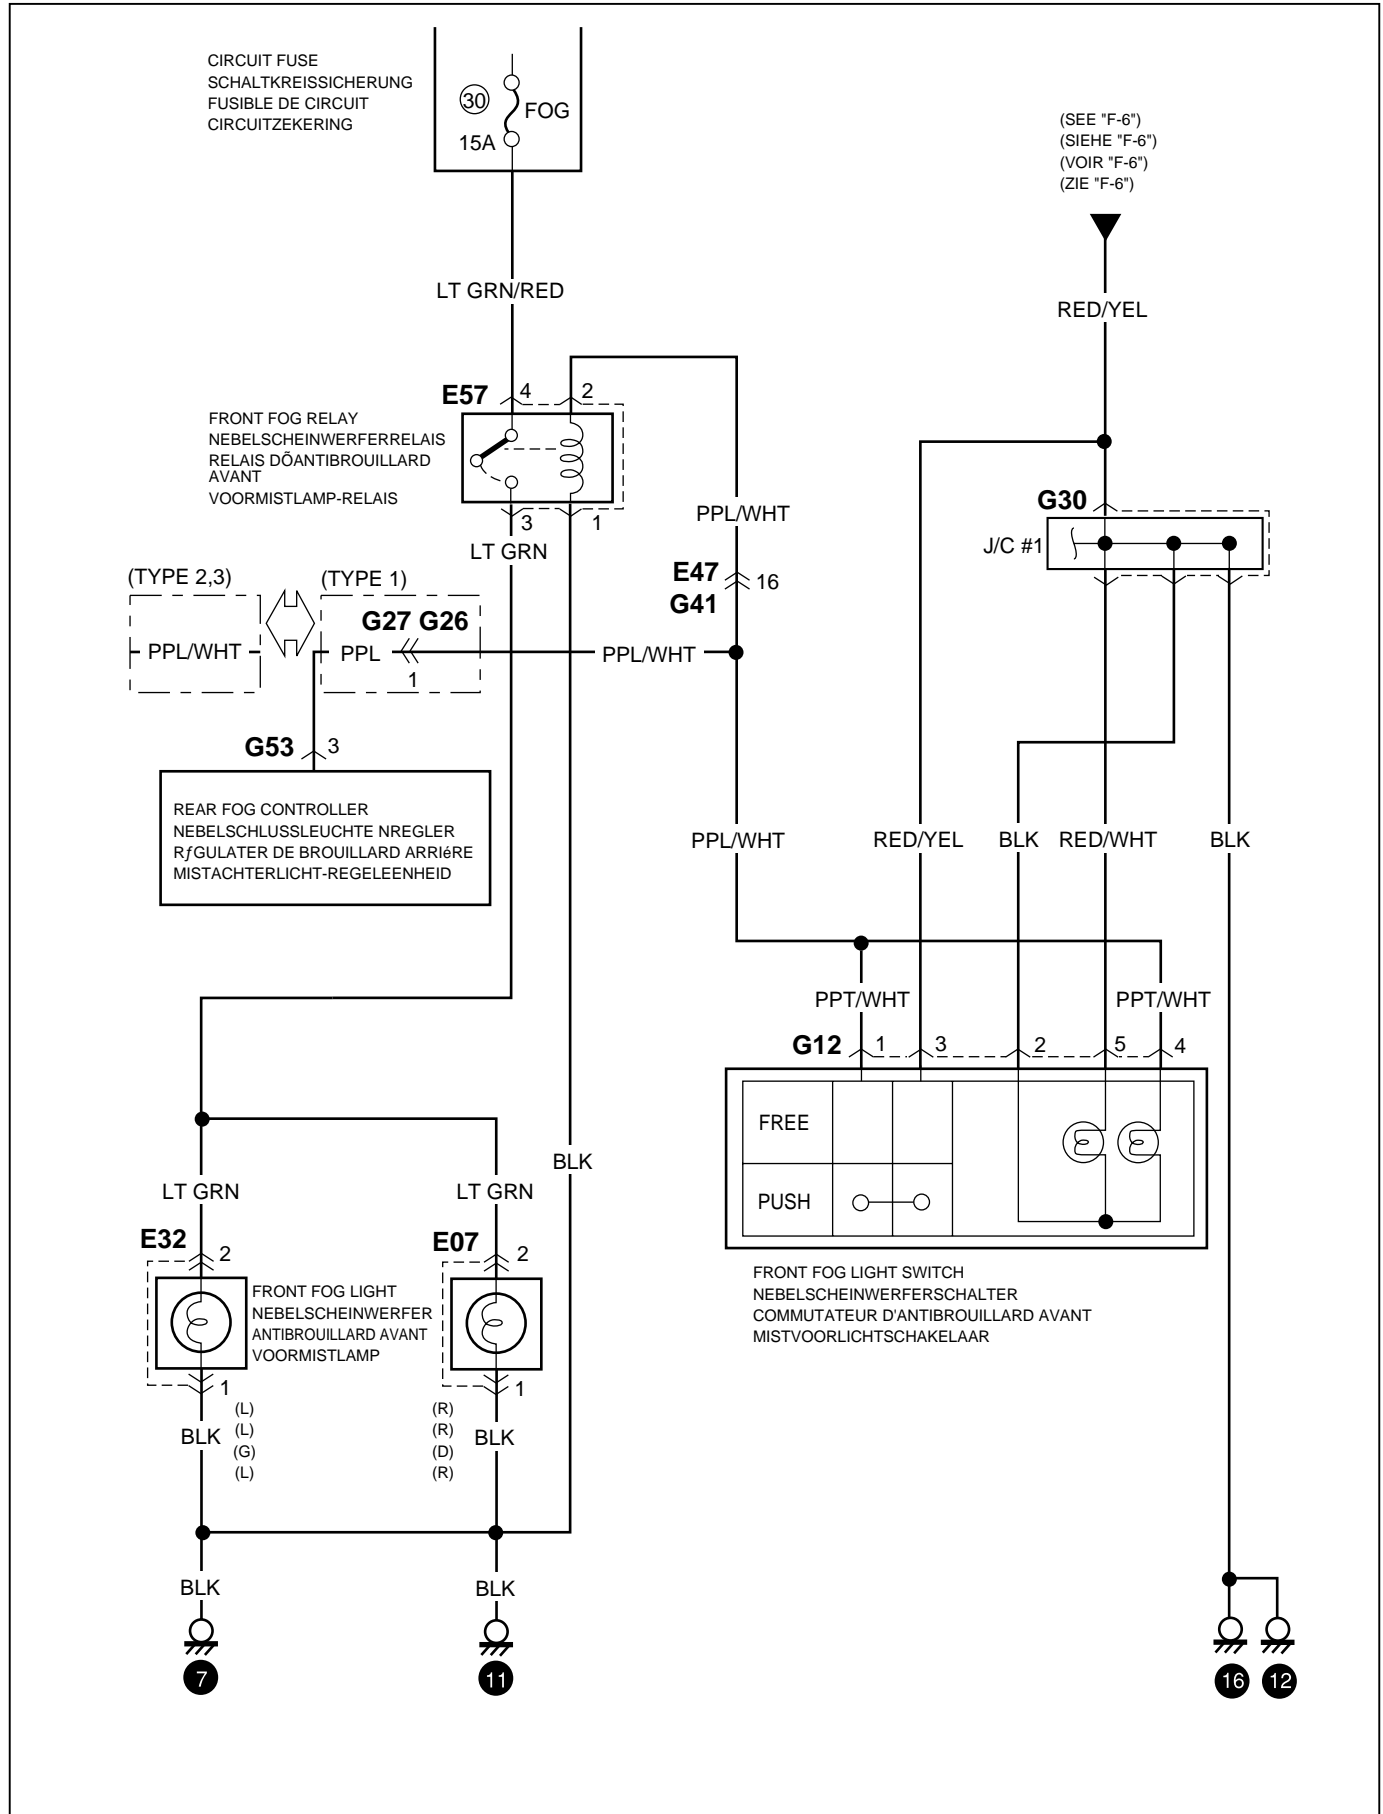 CIRCUIT FUSE
SCHALTKREISSICHERUNG
FUSIBLE DE CIRCUIT
CIRCUITZEKERING
30
FOG
15A
(SEE "F-6")
(SIEHE "F-6")
(VOIR "F-6")
(ZIE "F-6")
LT GRN/RED
RED/YEL
E57
4
2
FRONT FOG RELAY
NEBELSCHEINWERFERRELAIS
RELAIS DÕANTIBROUILLARD
AVANT
VOORMISTLAMP-RELAIS
3
1
LT GRN
PPL/WHT
G30
J/C #1
E47
G41
16
(TYPE 2,3)
(TYPE 1)
G27 G26
PPL/WHT
PPL
1
PPL/WHT
G53
3
REAR FOG CONTROLLER
NEBELSCHLUSSLEUCHTE NREGLER
RƒGULATER DE BROUILLARD ARRIéRE
MISTACHTERLICHT-REGELEENHEID
PPL/WHT
RED/YEL
BLK
RED/WHT
BLK
PPT/WHT
PPT/WHT
G12
1
3
2
5
4
FREE
PUSH
FRONT FOG LIGHT SWITCH
NEBELSCHEINWERFERSCHALTER
COMMUTATEUR D'ANTIBROUILLARD AVANT
MISTVOORLICHTSCHAKELAAR
BLK
LT GRN
LT GRN
E32
2
E07
2
FRONT FOG LIGHT
NEBELSCHEINWERFER
ANTIBROUILLARD AVANT
VOORMISTLAMP
1
1
(L)
(L)
(G)
(L)
BLK
(R)
(R)
(D)
(R)
BLK
BLK
BLK
7
11
16
12